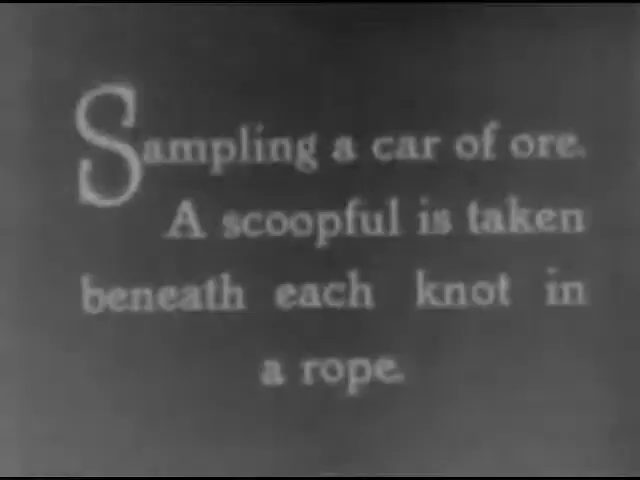 Sampling a car of ore.
A scoopful is taken
beneath each knot in
a rope.